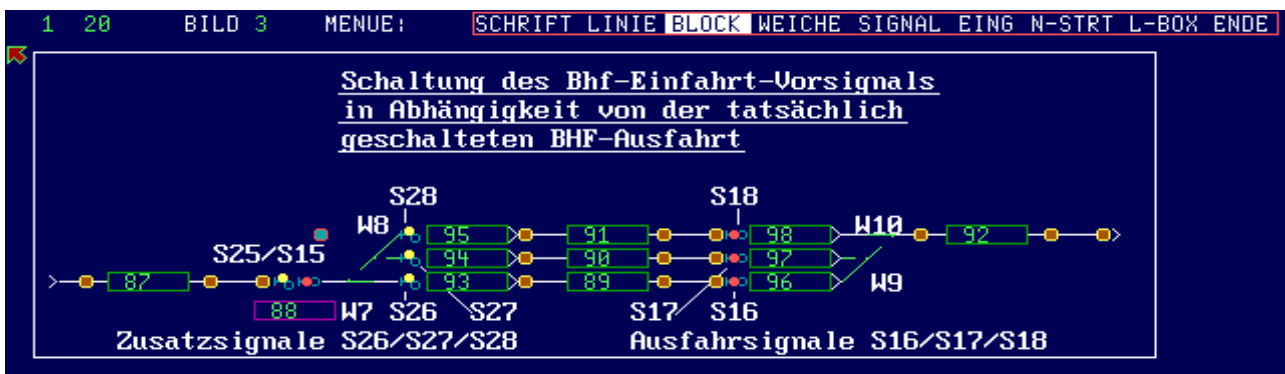 1 20 BILD 3 MENUE: SCHRIFT LINIE BLOCK WEICHE SIGNAL EING N-STRT L-BOX ENDE
Schaltung des Bhf-Einfahrt-Vorsignals
in Abhängigkeit von der tatsächlich
geschalteten BHF-Ausfahrt
S28 S18
W8 95 91 98 W10 92
S25/S15 94 90 97
87 93 89 96 W9
88 W7 S26 S27 S17 S16
Zusatzsignale S26/S27/S28 Ausfahrsignale S16/S17/S18